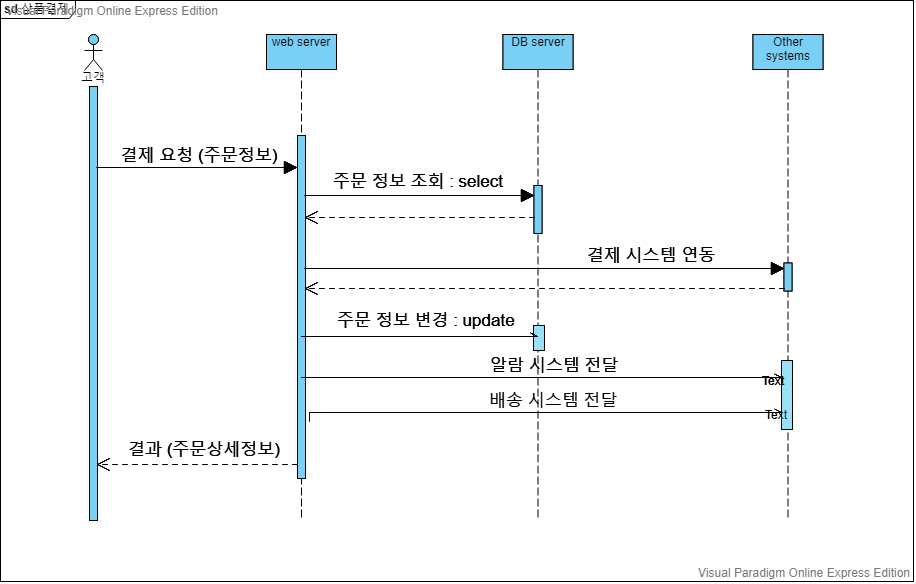 sd 상품결제
Visual Paradigm Online Express Edition
고객
web server
DB server
Other
systems
결제 요청 (주문정보)
주문 정보 조회 : select
결제 시스템 연동
주문 정보 변경 : update
알람 시스템 전달
Text
배송 시스템 전달
Text
결과 (주문상세정보)
Visual Paradigm Online Express Edition